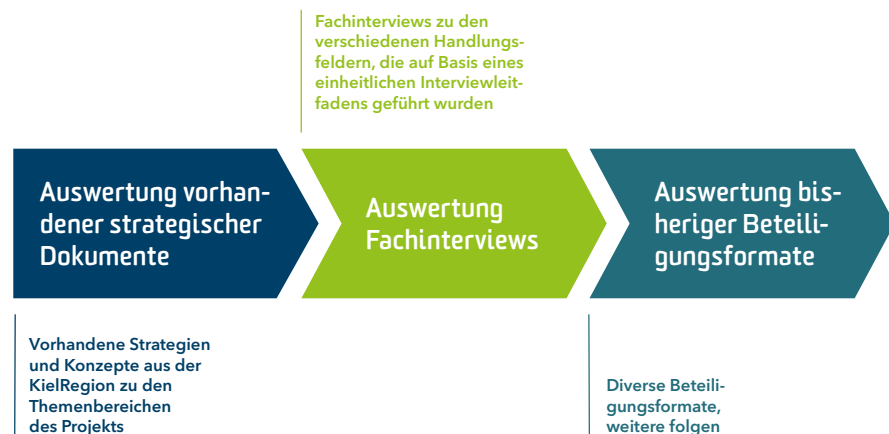 Fachinterviews zu den
verschiedenen Handlungs-
feldern, die auf Basis eines
einheitlichen Interviewleit-
fadens geführt wurden
Auswertung vorhan-
dener strategischer
Dokumente
Auswertung
Fachinterviews
Auswertung bis-
heriger Beteili-
gungsformate
Vorhandene Strategien
und Konzepte aus der
KielRegion zu den
Themenbereichen
des Projekts
Diverse Beteili-
gungsformate,
weitere folgen